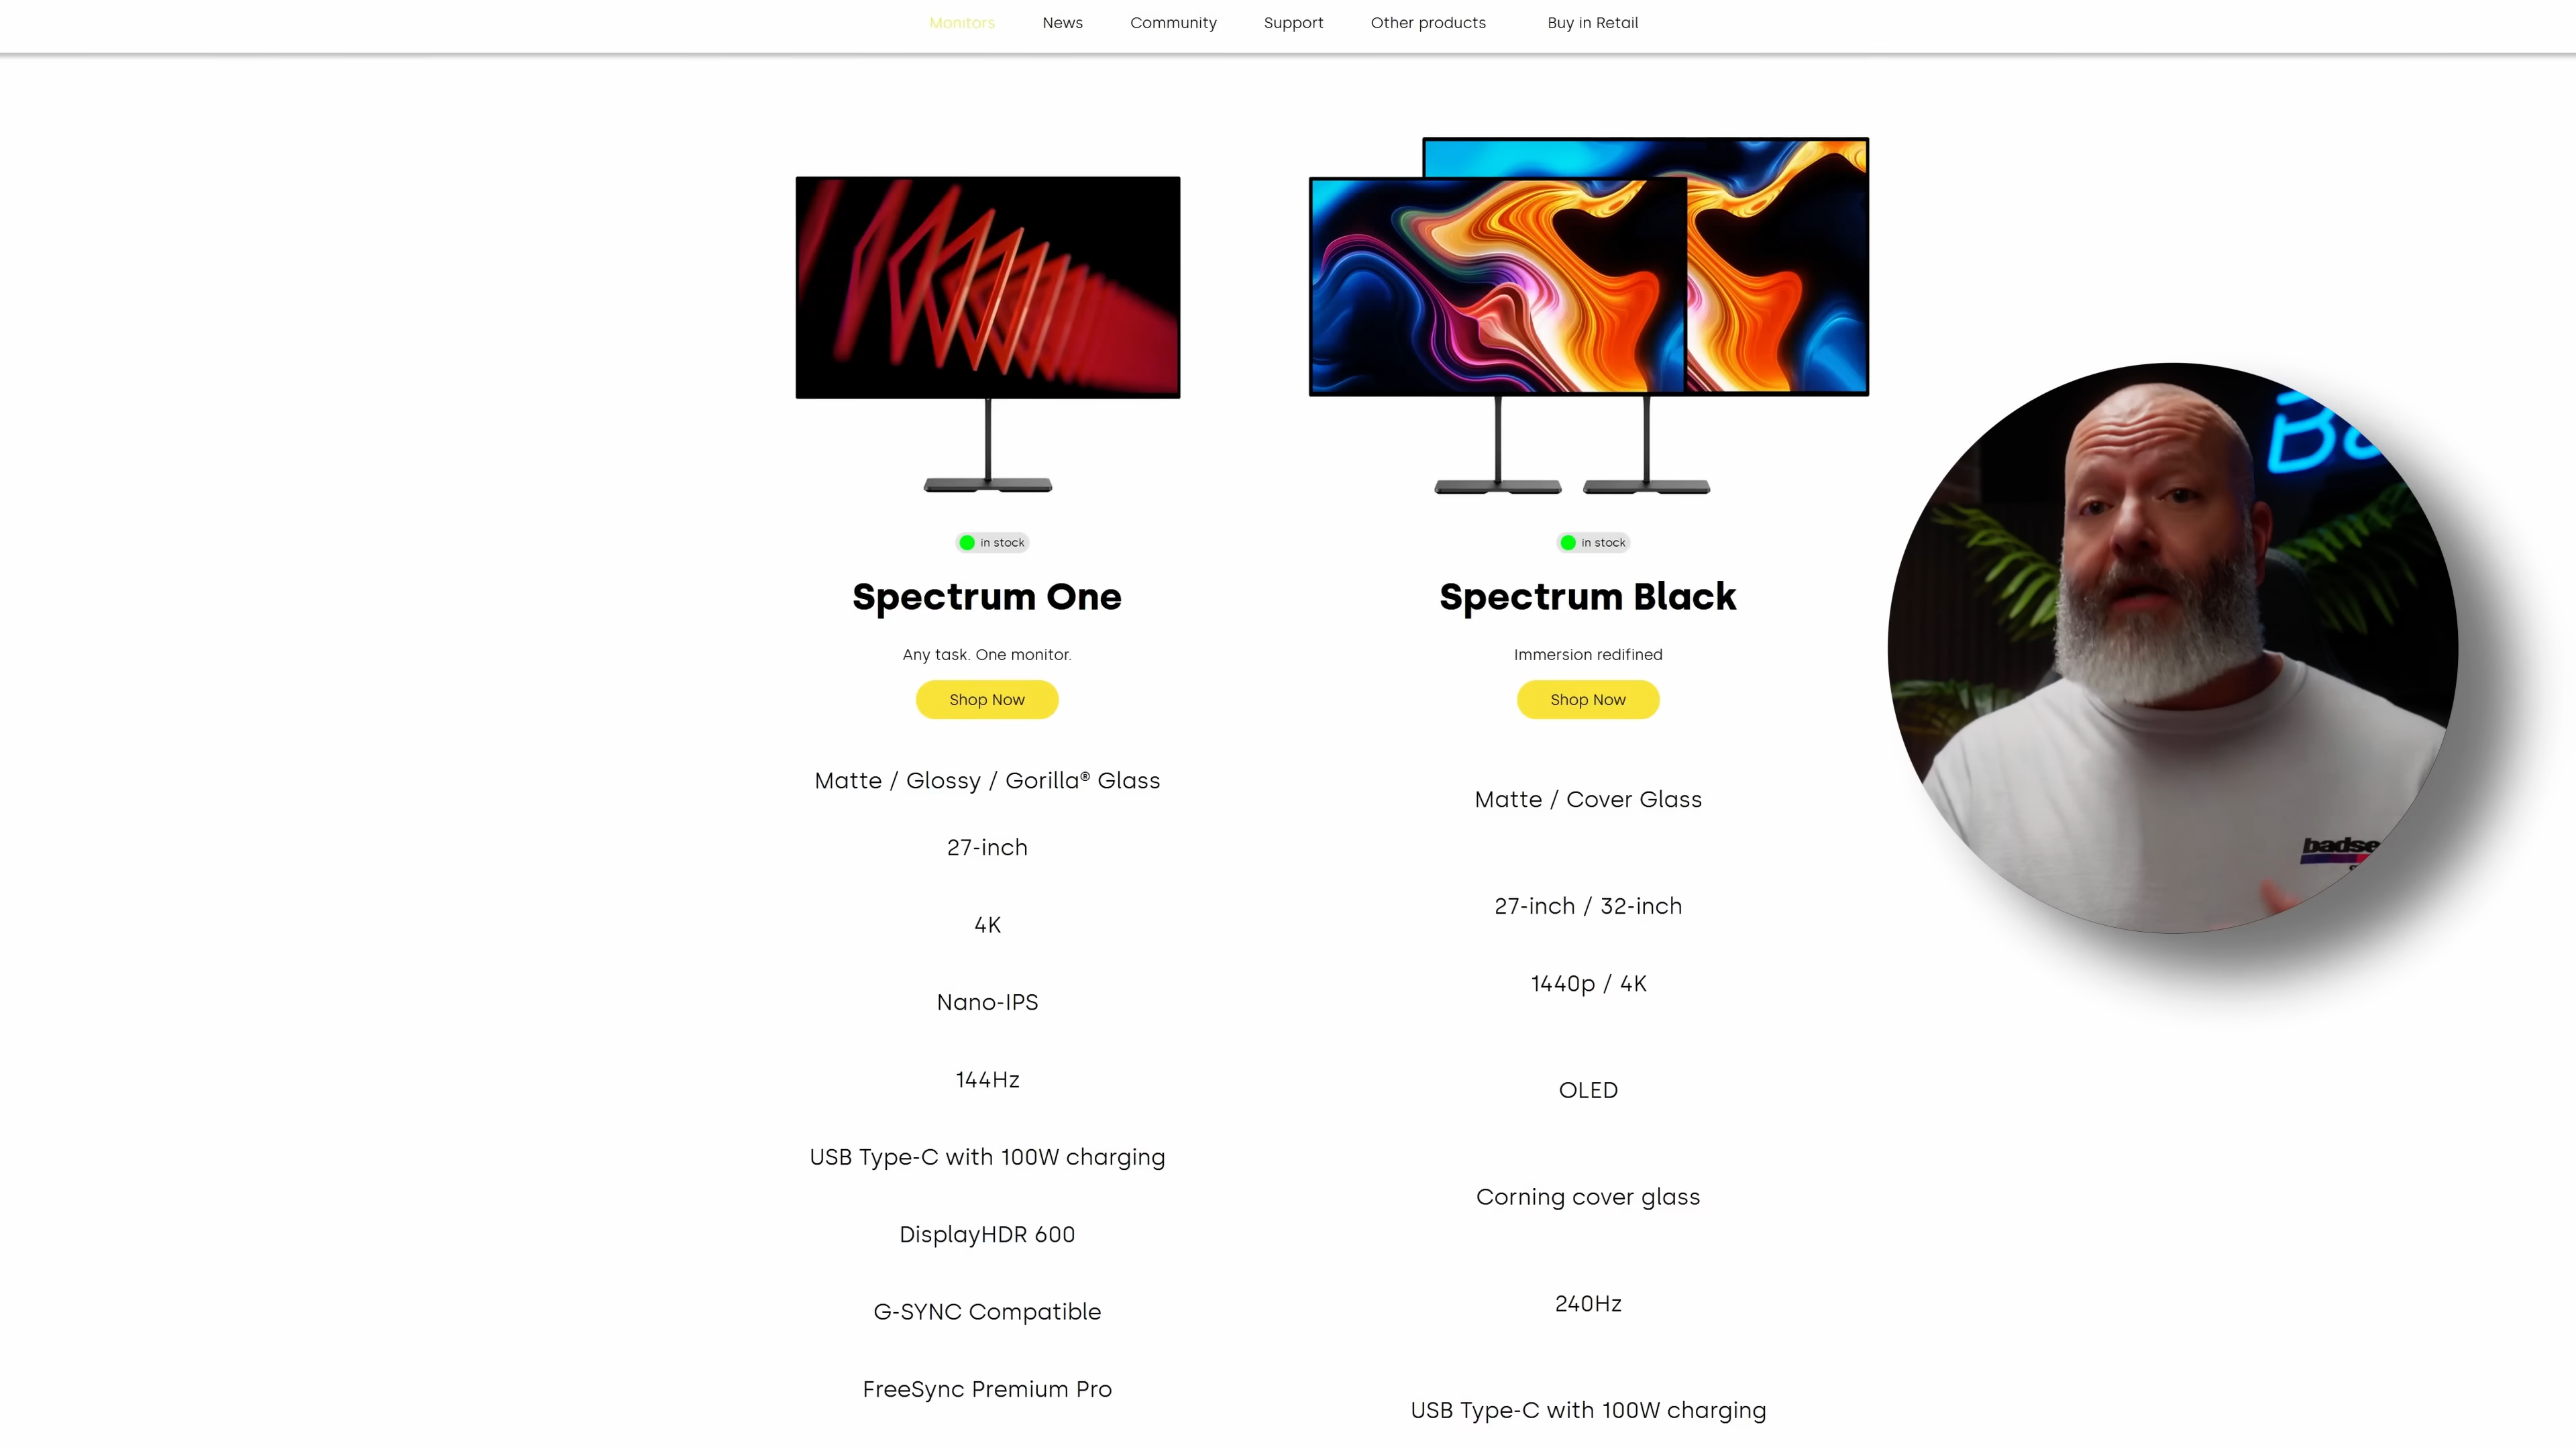 Monitors
News
Community
Support
Other products
Buy in Retail
in stock
Spectrum One
Any task. One monitor.
Shop Now
Matte / Glossy / Gorilla® Glass
27-inch
4K
Nano-IPS
144Hz
USB Type-C with 100W charging
DisplayHDR 600
G-SYNC Compatible
FreeSync Premium Pro
in stock
Spectrum Black
Immersion redifined
Shop Now
Matte / Cover Glass
27-inch / 32-inch
1440p / 4K
OLED
Corning cover glass
240Hz
USB Type-C with 100W charging
badse